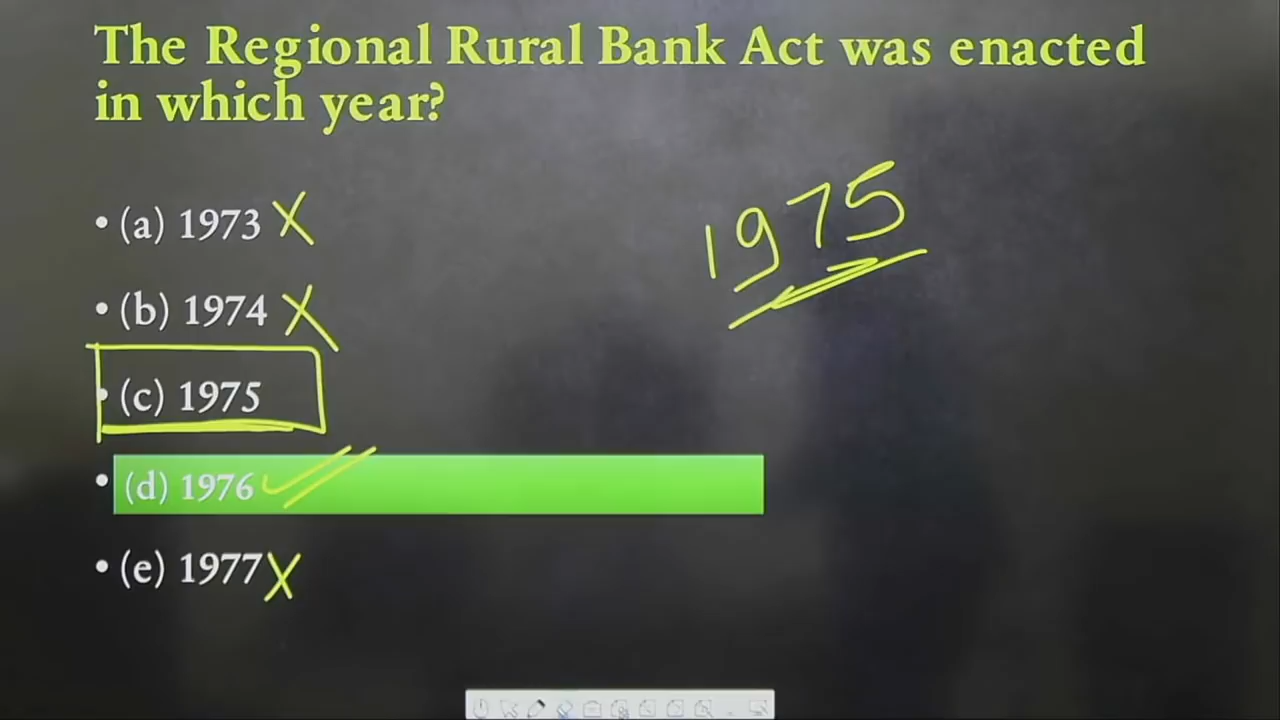 The Regional Rural Bank Act was enacted
in which year?
1975
• (a) 1973 X
• (b) 1974 X
• (c) 1975
• (d) 1976 ✓
• (e) 1977 X